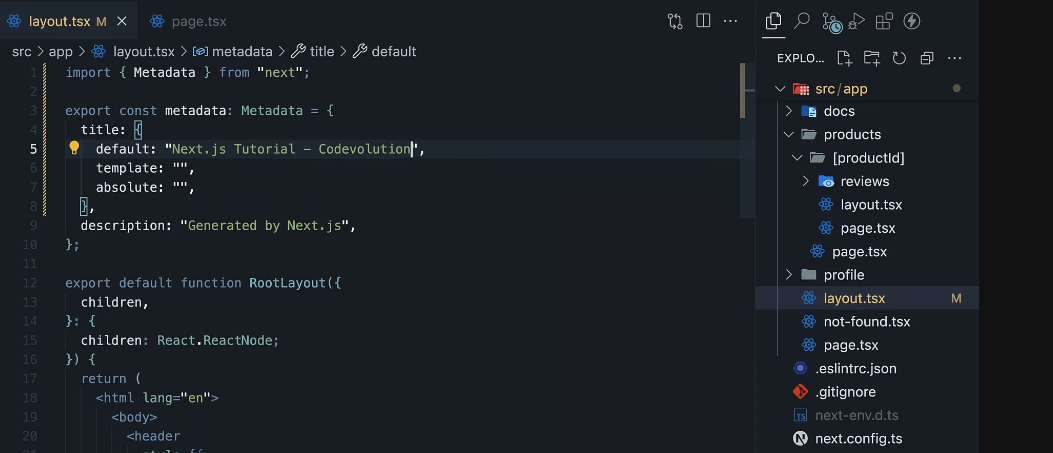 layout.tsx M
page.tsx
src > app > layout.tsx > metadata > title > default
1 import { Metadata } from "next";
2
3 export const metadata: Metadata = {
4 title: {
5 default: "Next.js Tutorial - Codevolution",
6 template: "",
7 absolute: "",
8 },
9 description: "Generated by Next.js",
10 };
11
12 export default function RootLayout({
13 children,
14 }: {
15 children: React.ReactNode;
16 }) {
17 return (
18 <html lang="en">
19 <body>
20 <header
EXPLO...
src/app
docs
products
[productId]
reviews
layout.tsx
page.tsx
page.tsx
profile
layout.tsx M
not-found.tsx
page.tsx
.eslintrc.json
.gitignore
TS next-env.d.ts
N next.config.ts